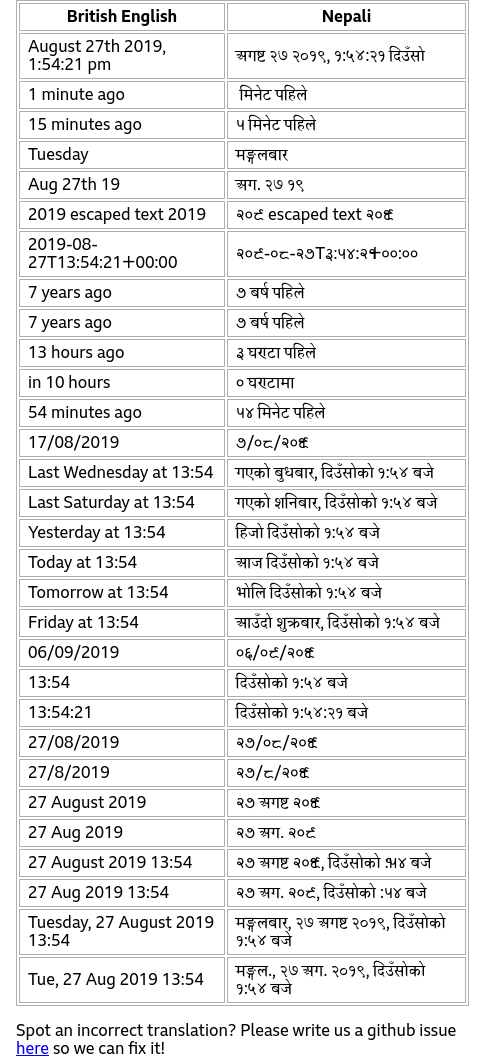 British English Nepali
August 27th 2019,
1:54:21 pm
अगष्ट २७ २०१९, १:५४:२१ दिउँसो
1 minute ago मिनेट पहिले
15 minutes ago ५ मिनेट पहिले
Tuesday मङ्गलबार
Aug 27th 19 अग. २७ १९
2019 escaped text 2019 २०९ escaped text २०१९
2019-08-
27T13:54:21+00:00
२०९-०८-२७T३:५४:२१+००:००
7 years ago ७ बर्ष पहिले
7 years ago ७ बर्ष पहिले
13 hours ago ३ घण्टा पहिले
in 10 hours ० घण्टामा
54 minutes ago ५४ मिनेट पहिले
17/08/2019 ७/०८/२०१९
Last Wednesday at 13:54 गएको बुधबार, दिउँसोको १:५४ बजे
Last Saturday at 13:54 गएको शनिबार, दिउँसोको १:५४ बजे
Yesterday at 13:54 हिजो दिउँसोको १:५४ बजे
Today at 13:54 आज दिउँसोको १:५४ बजे
Tomorrow at 13:54 भोलि दिउँसोको १:५४ बजे
Friday at 13:54 आउँदो शुक्रबार, दिउँसोको १:५४ बजे
06/09/2019 ०६/०९/२०१९
13:54 दिउँसोको १:५४ बजे
13:54:21 दिउँसोको १:५४:२१ बजे
27/08/2019 २७/०८/२०१९
27/8/2019 २७/८/२०१९
27 August 2019 २७ अगष्ट २०१९
27 Aug 2019 २७ अग. २०९
27 August 2019 13:54 २७ अगष्ट २०१९, दिउँसोको १:५४ बजे
27 Aug 2019 13:54 २७ अग. २०९, दिउँसोको :५४ बजे
Tuesday, 27 August 2019
13:54
मङ्गलबार, २७ अगष्ट २०१९, दिउँसोको
१:५४ बजे
Tue, 27 Aug 2019 13:54
मङ्गल., २७ अग. २०१९, दिउँसोको
१:५४ बजे
Spot an incorrect translation? Please write us a github issue
here so we can fix it!